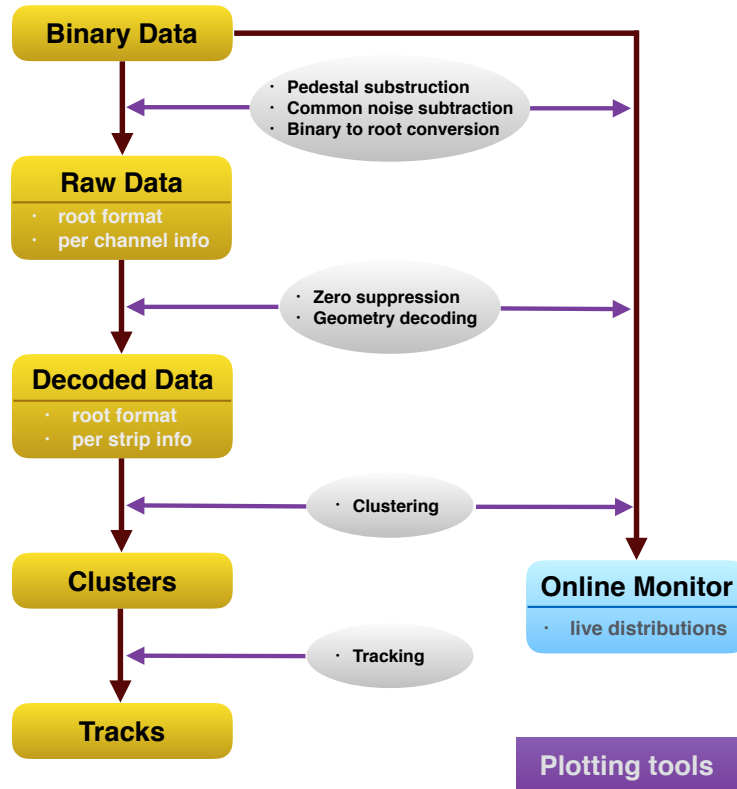 Binary Data
· Pedestal substruction
· Common noise subtraction
· Binary to root conversion
Raw Data
· root format
· per channel info
· Zero suppression
· Geometry decoding
Decoded Data
· root format
· per strip info
· Clustering
Clusters
Online Monitor
· live distributions
· Tracking
Tracks
Plotting tools